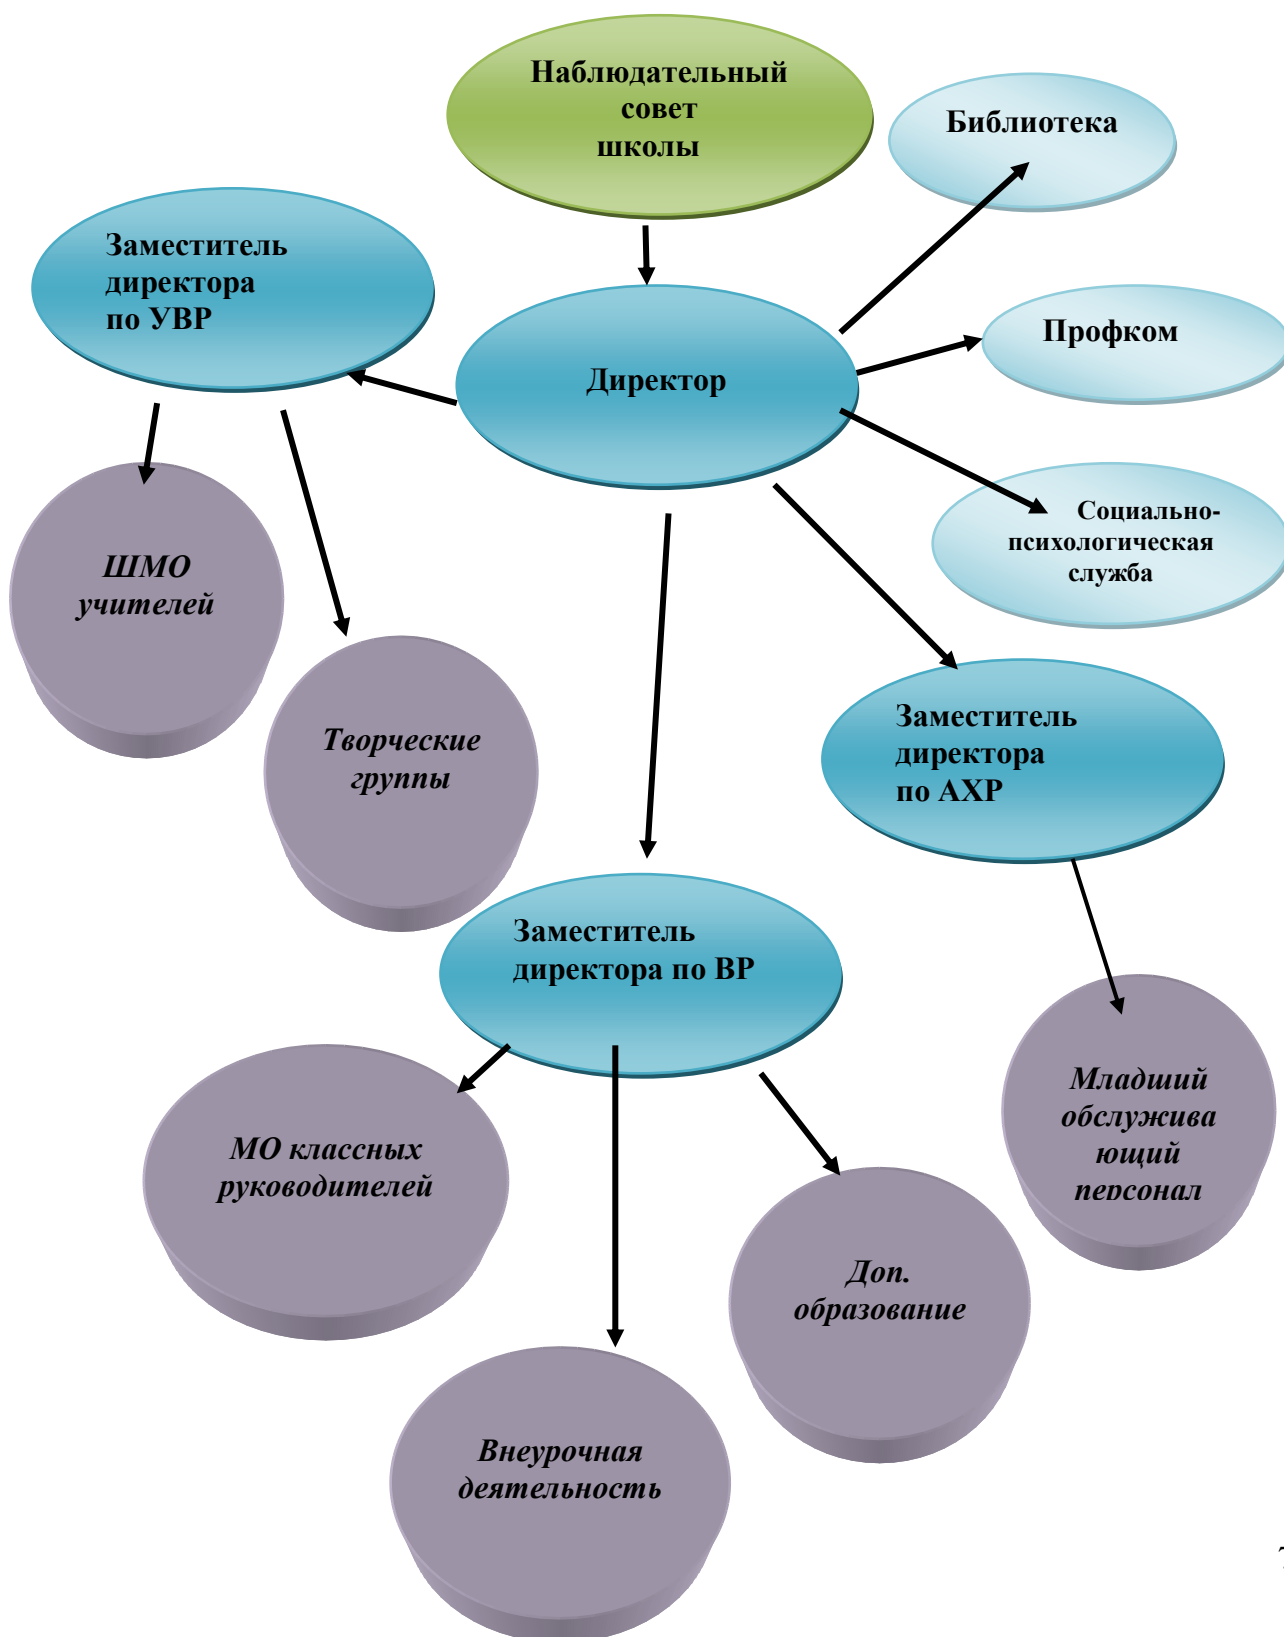 Наблюдательный
совет
школы
Библиотека
Заместитель
директора
по УВР
Профком
Директор
Социально-
психологическая
служба
ШМО
учителей
Творческие
группы
Заместитель
директора
по АХР
Заместитель
директора по ВР
Младший
обслужива
ющий
персонал
МО классных
руководителей
Доп.
образование
Внеурочная
деятельность